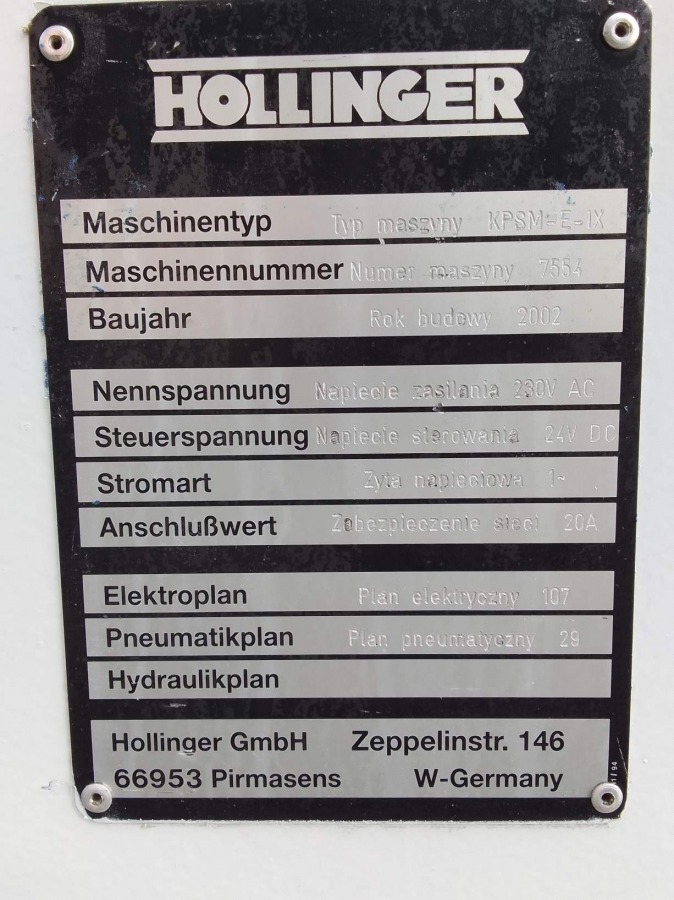 HOLLINGER
Maschinentyp Typ maszyny KPSM-E-IX
Maschinennummer Numer maszyny 7554
Baujahr Rok budowy 2002
Nennspannung Napiecie zasilania 230V AC
Steuerspannung Napiecie sterowania 24V DC
Stromart Zyta napieciowa 1~
Anschlußwert Zabezpieczenie sieci 20A
Elektroplan Plan elektryczny 107
Pneumatikplan Plan pneumatyczny 29
Hydraulikplan
Hollinger GmbH Zeppelinstr. 146
66953 Pirmasens W-Germany